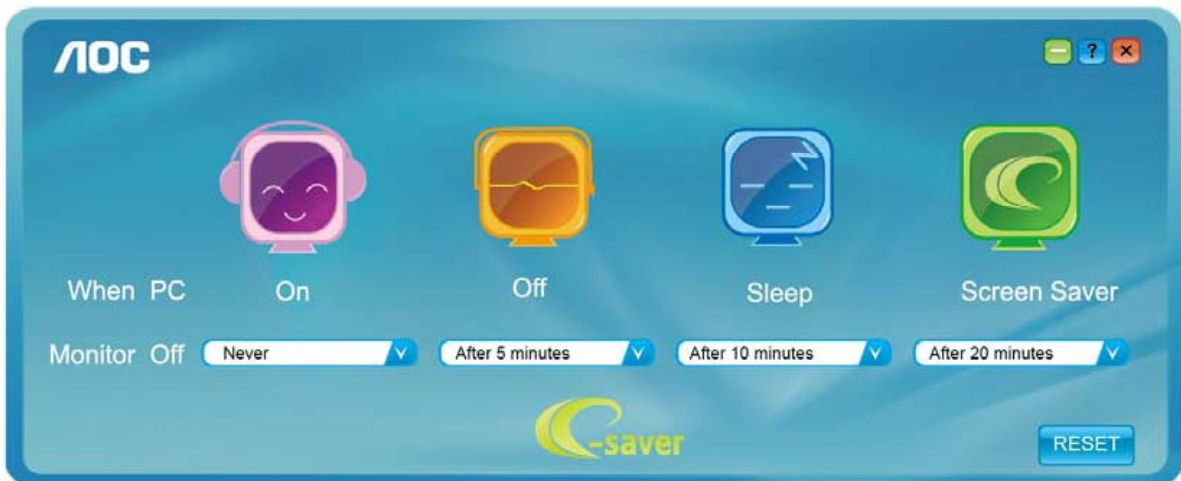 AOC
?
When PC On Off Sleep Screen Saver
Monitor Off Never After 5 minutes After 10 minutes After 20 minutes
e-saver
RESET